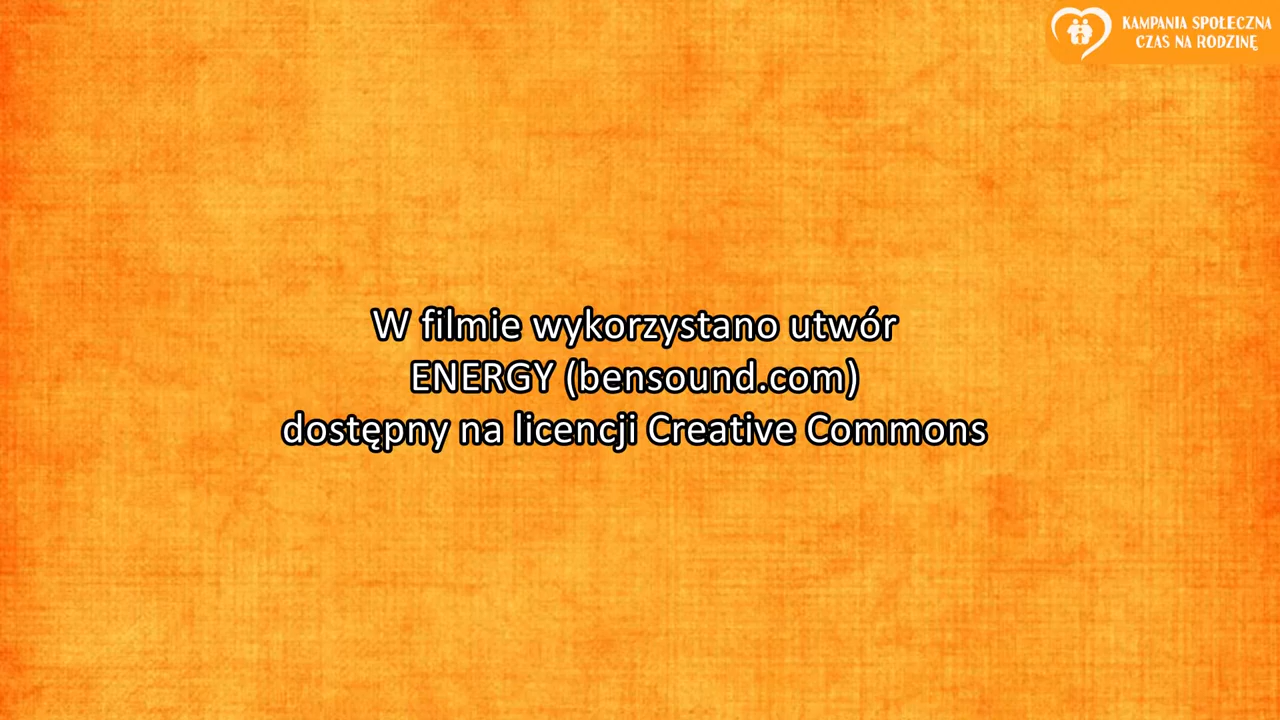 KAMPANIA SPOŁECZNA
CZAS NA RODZINĘ
W filmie wykorzystano utwór
ENERGY (bensound.com)
dostępny na licencji Creative Commons